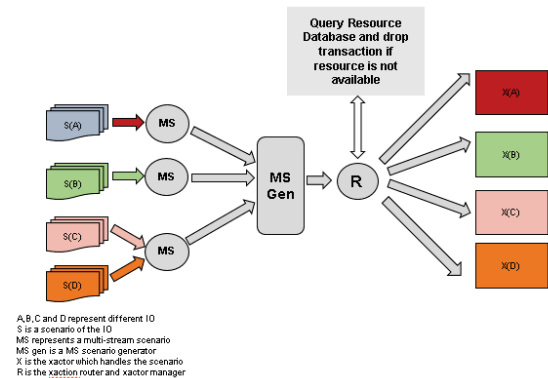 Query Resource
Database and drop
transaction if
resource is not
available
S(A)
MS
X(A)
S(B)
MS
MS
Gen
R
X(B)
S(C)
MS
X(C)
S(D)
X(D)
A,B,C and D represent different IO
S is a scenario of the IO
MS represents a multi-stream scenario
MS gen is a MS scenario generator
X is the xactor which handles the scenario
R is the xaction router and xactor manager